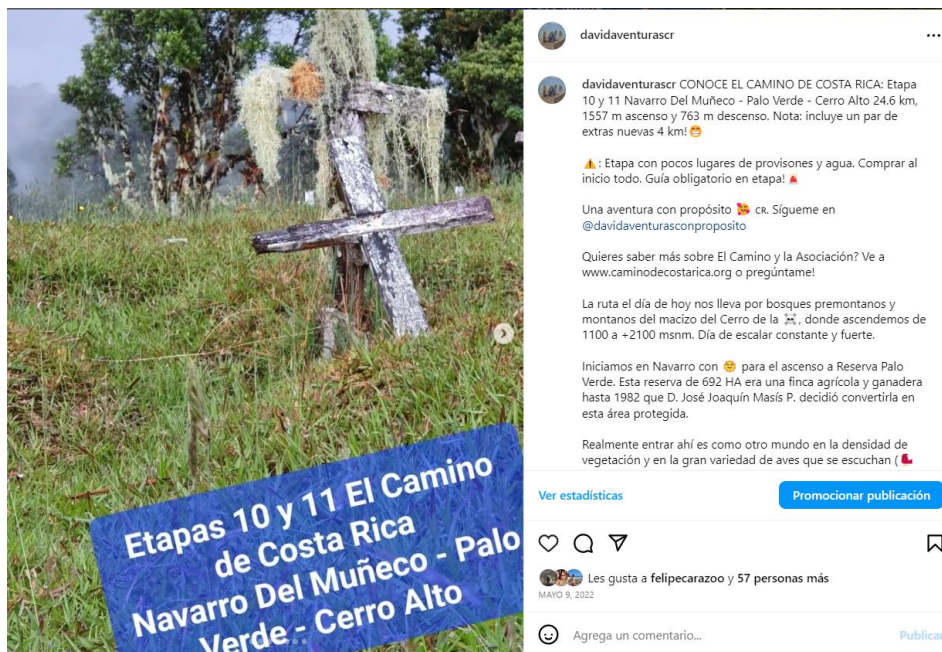 Etapas 10 y 11 El Camino
de Costa Rica
Navarro Del Muñeco - Palo
Verde - Cerro Alto
davidaventurascr
davidaventurascr CONOCE EL CAMINO DE COSTA RICA: Etapa
10 y 11 Navarro Del Muñeco - Palo Verde - Cerro Alto 24.6 km,
1557 m ascenso y 763 m descenso. Nota: incluye un par de
extras nuevas 4 km! 😁
⚠️: Etapa con pocos lugares de provisones y agua. Comprar al
inicio todo. Guía obligatorio en etapa! 🚨
Una aventura con propósito 🥰 CR. Sígueme en
@davidaventurasconproposito
Quieres saber más sobre El Camino y la Asociación? Ve a
www.caminodecostarica.org o pregúntame!
La ruta el día de hoy nos lleva por bosques premontanos y
montanos del macizo del Cerro de la ☠️, donde ascendemos de
1100 a +2100 msnm. Día de escalar constante y fuerte.
Iniciamos en Navarro con 🌞 para el ascenso a Reserva Palo
Verde. Esta reserva de 692 HA era una finca agrícola y ganadera
hasta 1982 que D. José Joaquín Masís P. decidió convertirla en
esta área protegida.
Realmente entrar ahí es como otro mundo en la densidad de
vegetación y en la gran variedad de aves que se escuchan (
Ver estadísticas
Promocionar publicación
Les gusta a felipecarazoo y 57 personas más
MAYO 9, 2022
Agrega un comentario...
Publicar